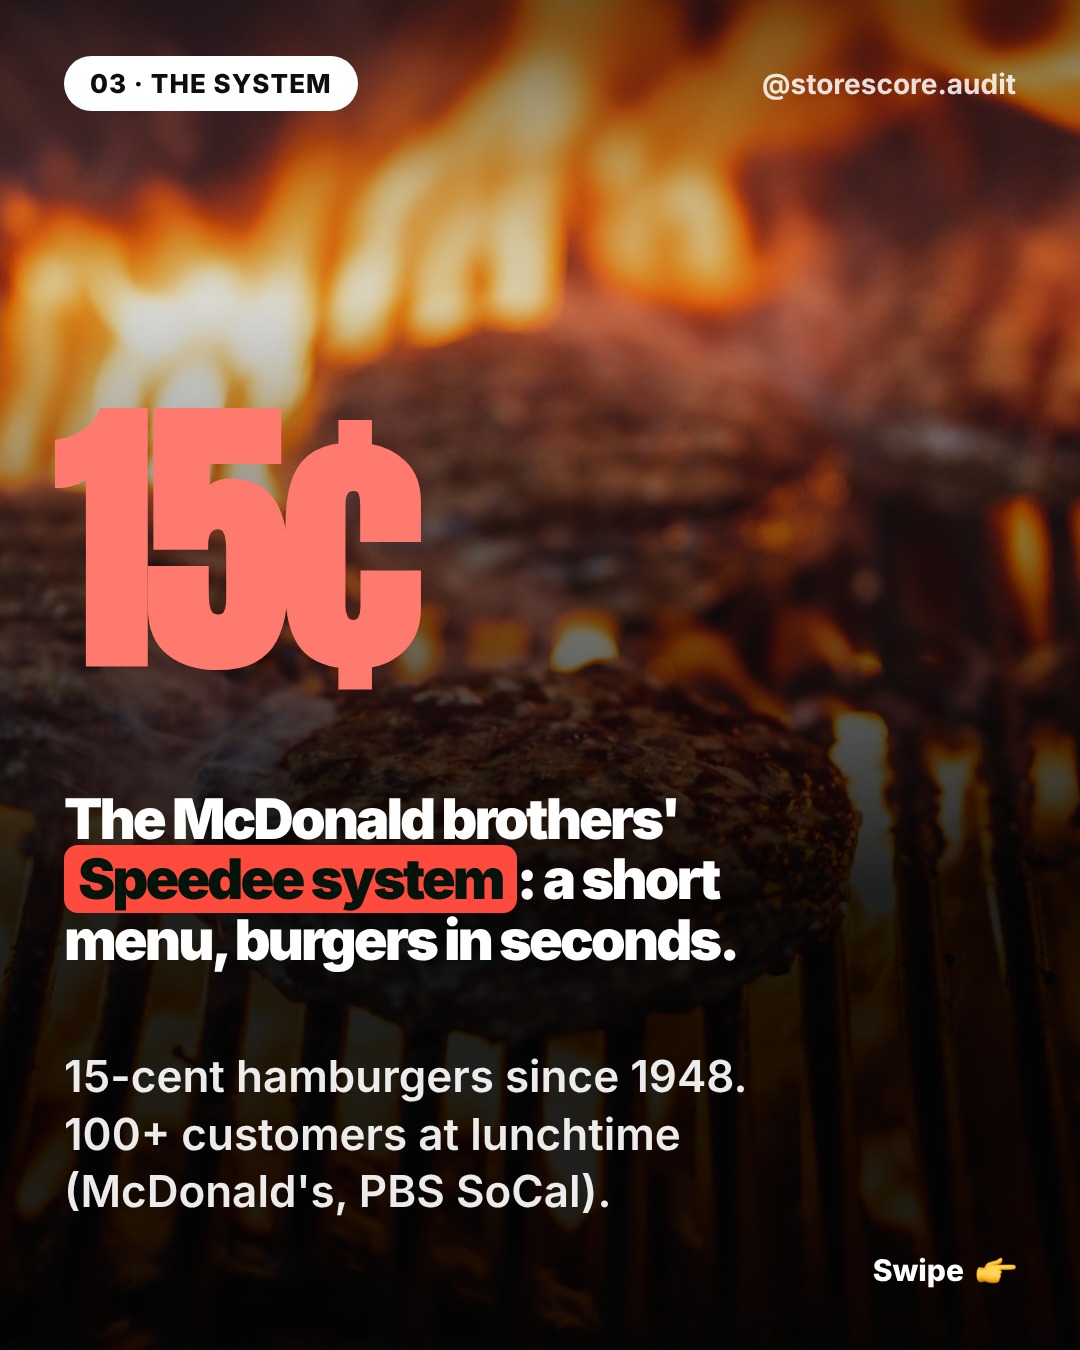 03 · THE SYSTEM
@storescore.audit
15¢
The McDonald brothers'
Speedee system : a short
menu, burgers in seconds.
15-cent hamburgers since 1948.
100+ customers at lunchtime
(McDonald's, PBS SoCal).
Swipe 👉